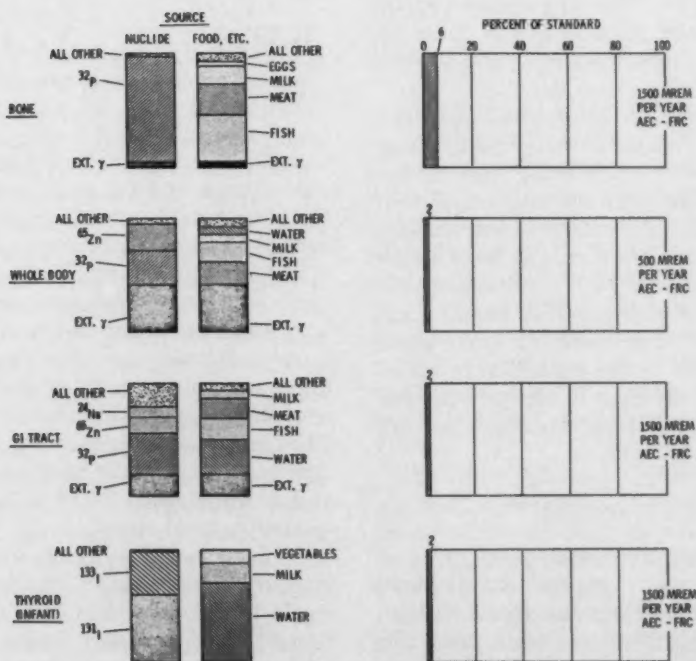 SOURCE
NUCLIDE FOOD, ETC.
PERCENT OF STANDARD
0 6 20 40 60 80 100
BONE
ALL OTHER
32P
EXT. γ
ALL OTHER
EGGS
MILK
MEAT
FISH
EXT. γ
1500 MREM
PER YEAR
AEC - FRC
WHOLE BODY
ALL OTHER
65Zn
32P
EXT. γ
ALL OTHER
WATER
MILK
FISH
MEAT
EXT. γ
2
500 MREM
PER YEAR
AEC - FRC
GI TRACT
ALL OTHER
24Na
65Zn
32P
EXT. γ
ALL OTHER
MILK
MEAT
FISH
WATER
EXT. γ
2
1500 MREM
PER YEAR
AEC - FRC
THYROID
(INFANT)
ALL OTHER
133I
131I
VEGETABLES
MILK
WATER
2
1500 MREM
PER YEAR
AEC - FRC